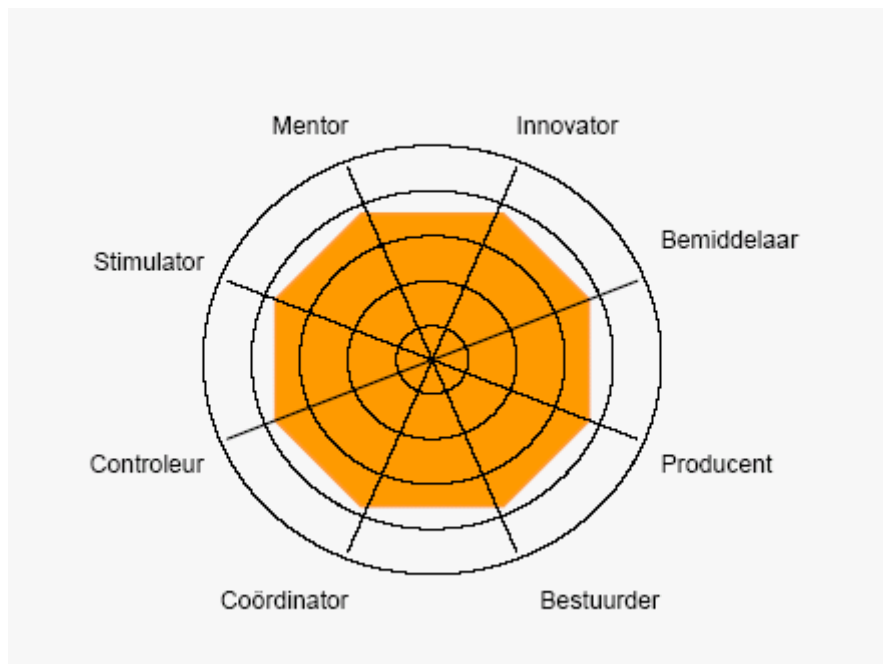 Mentor
Innovator
Bemiddelaar
Stimulator
Controleur
Producent
Coördinator
Bestuurder